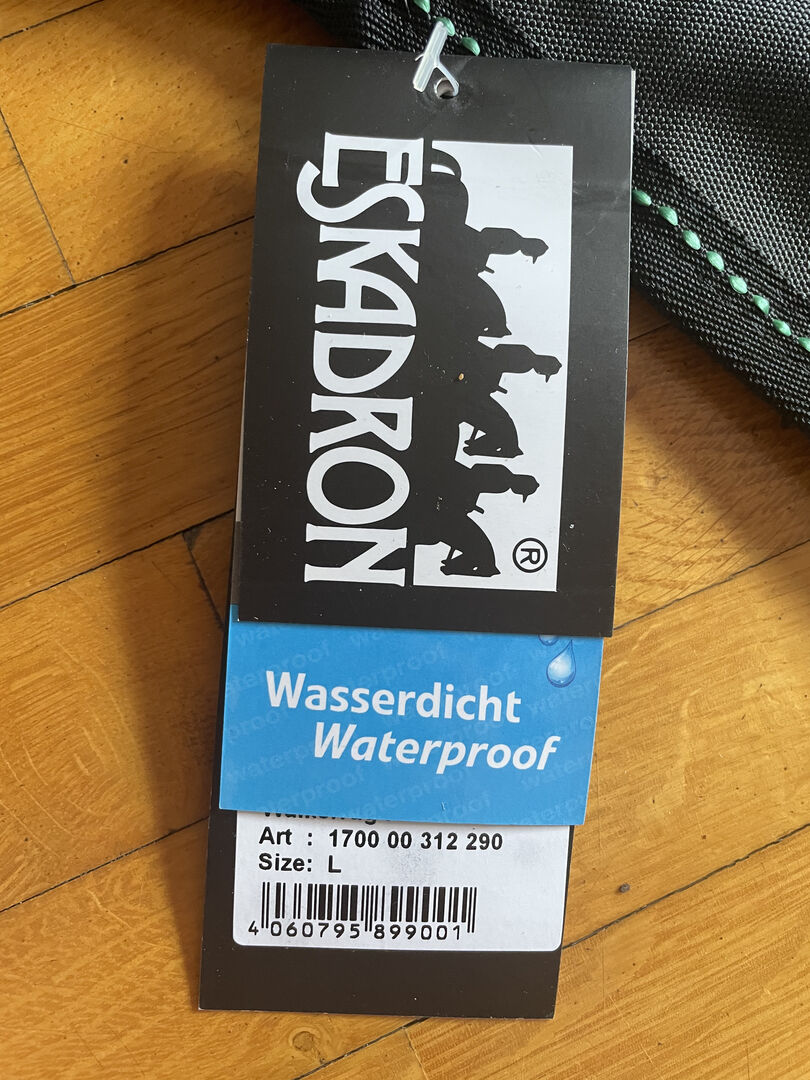 ESKADRON
®
Wasserdicht
Waterproof
Art : 1700 00 312 290
Size: L
4 060795 899001